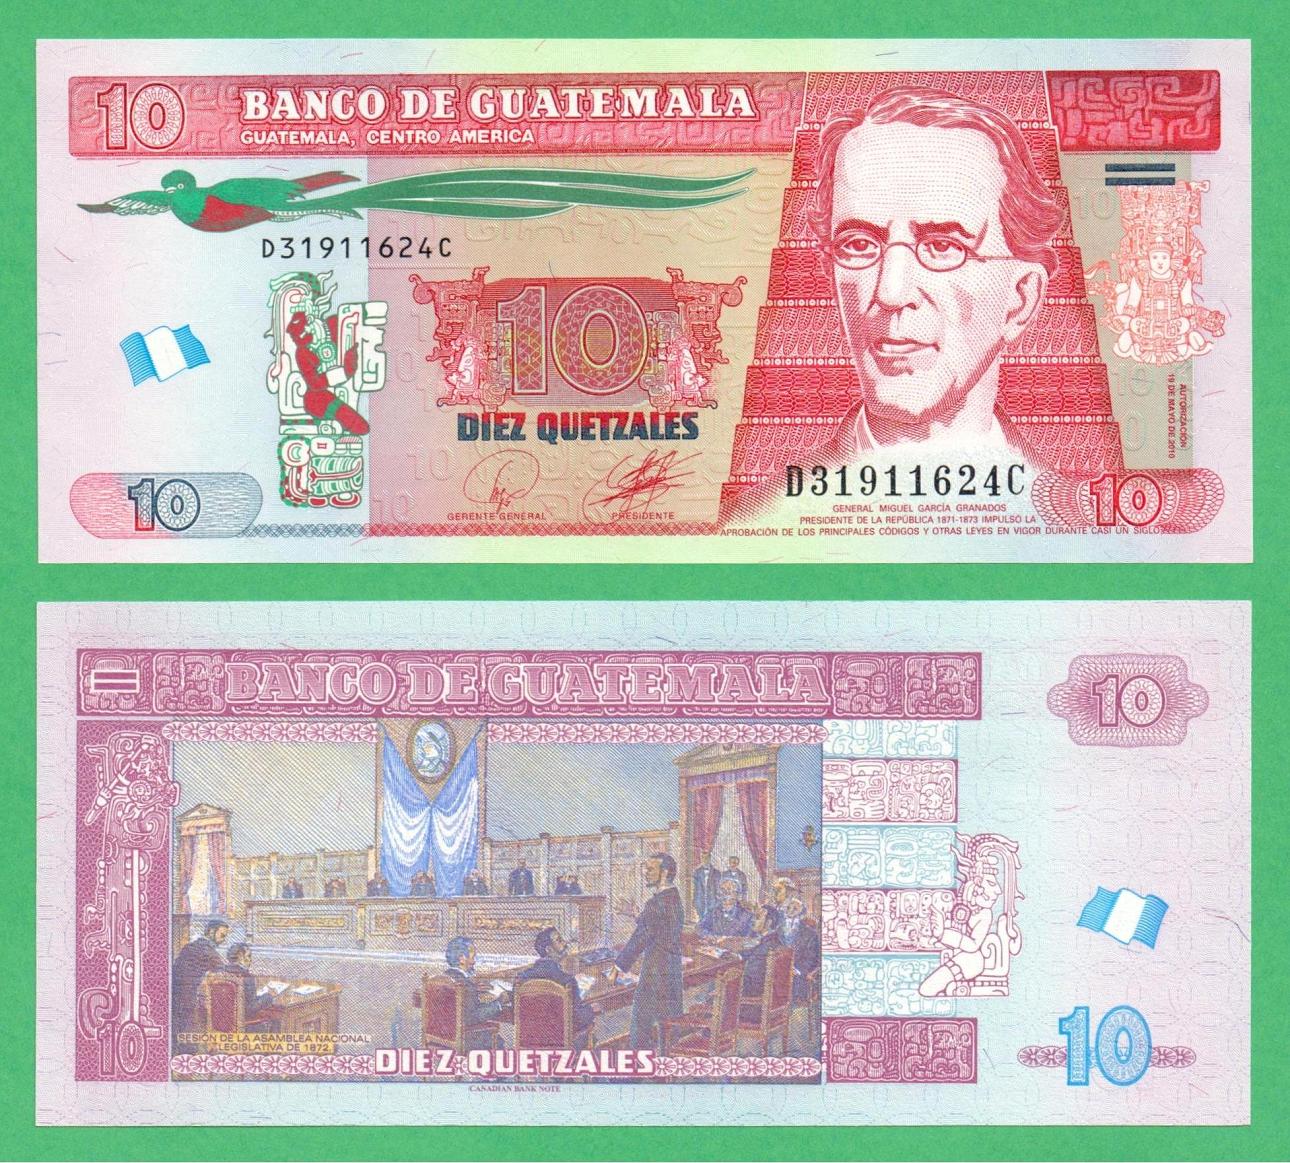 10
BANCO DE GUATEMALA
GUATEMALA, CENTRO AMERICA
D31911624C
10
DIEZ QUETZALES
GERENTE GENERAL
PRESIDENTE
10
D31911624C
GENERAL MIGUEL GARCÍA GRANADOS
PRESIDENTE DE LA REPÚBLICA 1871-1873 IMPULSÓ LA
APROBACIÓN DE LOS PRINCIPALES CÓDIGOS Y OTRAS LEYES EN VIGOR DURANTE CASI UN SIGLO
10
AUTORIZACIÓN
19 DE MAYO DE 2010
BANCO DE GUATEMALA
10
SESIÓN DE LA ASAMBLEA NACIONAL
LEGISLATIVA DE 1872.
10
DIEZ QUETZALES
10
CANADIAN BANK NOTE